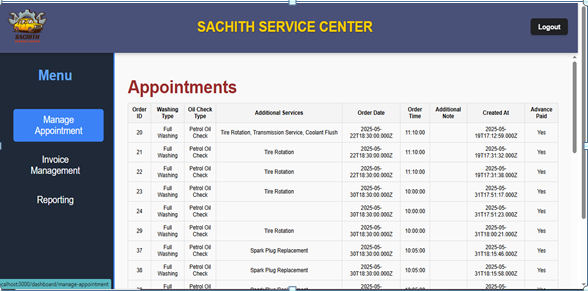 SACHITH
SACHITH SERVICE CENTER
Logout
Menu
Manage
Appointment
Invoice
Management
Reporting
Appointments
Order ID Washing Type Oil Check Type Additional Services Order Date Order Time Additional Note Created At Advance Paid
20 Full Washing Petrol Oil Check Tire Rotation, Transmission Service, Coolant Flush 2025-05-22T18:30:00.000Z 11:10:00 2025-05-19T17:12:59.000Z Yes
21 Full Washing Petrol Oil Check Tire Rotation 2025-05-22T18:30:00.000Z 11:10:00 2025-05-19T17:31:32.000Z Yes
22 Full Washing Petrol Oil Check Tire Rotation 2025-05-22T18:30:00.000Z 11:10:00 2025-05-19T17:31:38.000Z Yes
23 Full Washing Petrol Oil Check Tire Rotation 2025-05-30T18:30:00.000Z 10:00:00 2025-05-31T17:51:17.000Z Yes
24 Full Washing Petrol Oil Check 2025-05-30T18:30:00.000Z 10:00:00 2025-05-31T17:51:23.000Z Yes
29 Full Washing Petrol Oil Check Tire Rotation 2025-05-30T18:30:00.000Z 10:00:00 2025-05-31T18:00:21.000Z Yes
37 Full Washing Petrol Oil Check Spark Plug Replacement 2025-05-30T18:30:00.000Z 10:05:00 2025-05-31T18:15:46.000Z Yes
38 Full Washing Petrol Oil Check Spark Plug Replacement 2025-05-30T18:30:00.000Z 10:05:00 2025-05-31T18:15:58.000Z Yes
calhost:3000/dashboard/manage-appointment